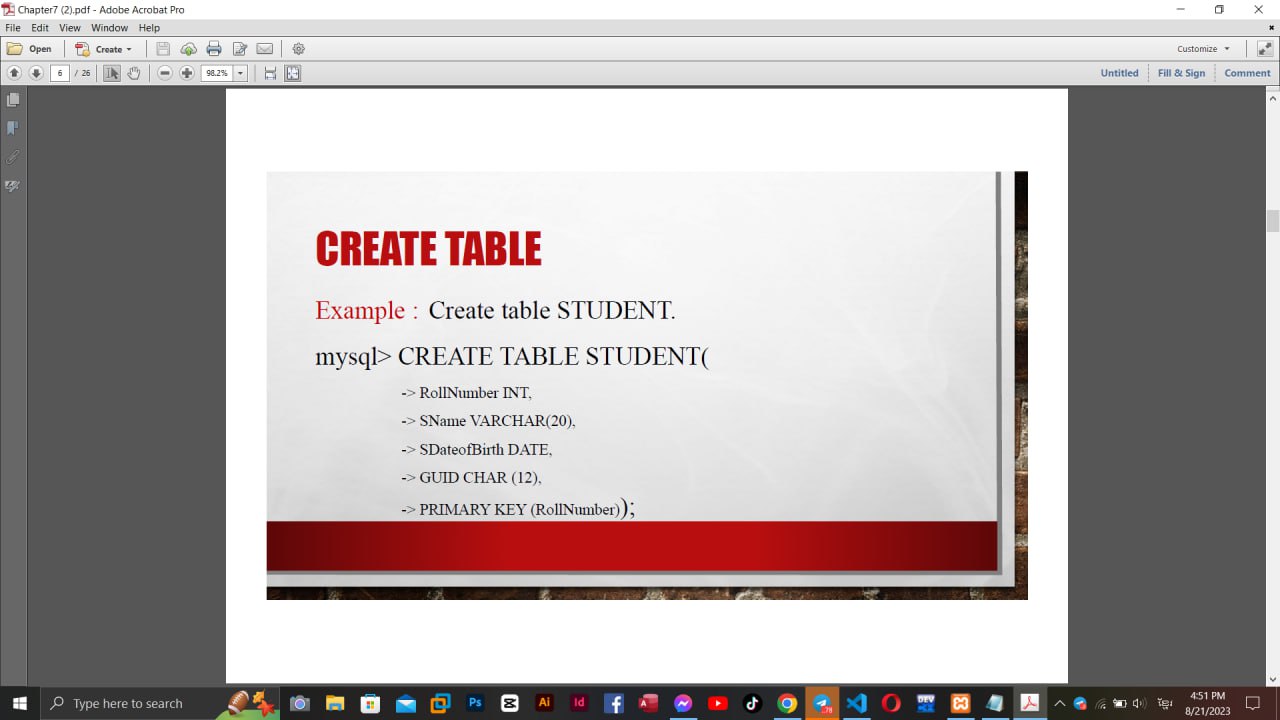 Chapter7 (2).pdf - Adobe Acrobat Pro
File Edit View Window Help
Open Create Customize
6 / 26 98.2% Untitled Fill & Sign Comment
CREATE TABLE
Example : Create table STUDENT.
mysql> CREATE TABLE STUDENT(
-> RollNumber INT,
-> SName VARCHAR(20),
-> SDateofBirth DATE,
-> GUID CHAR (12),
-> PRIMARY KEY (RollNumber));
Type here to search
4:51 PM
8/21/2023